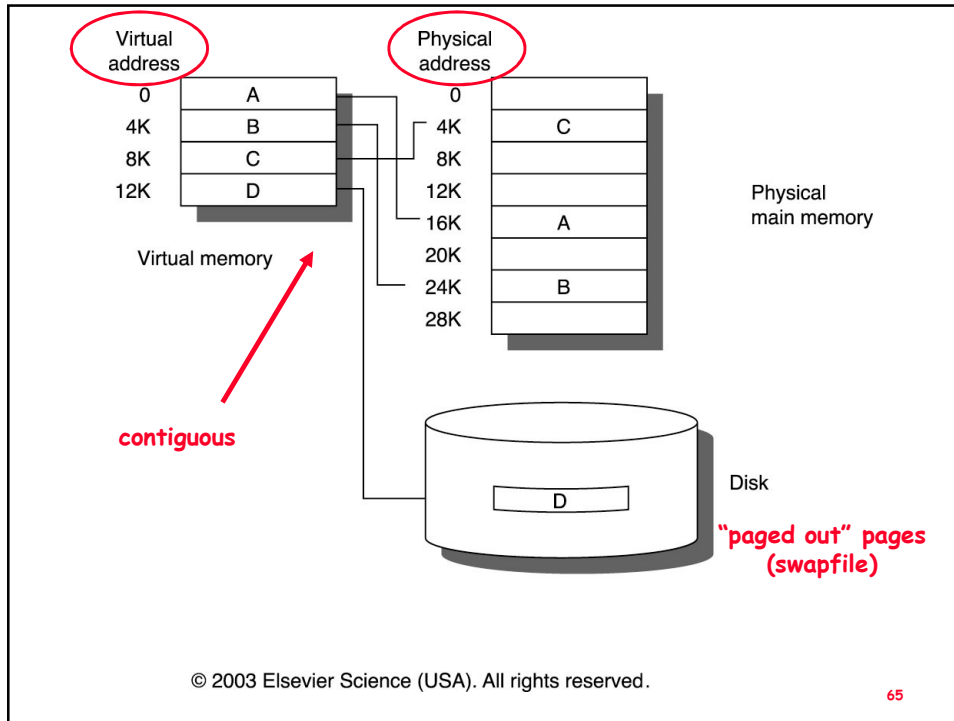 Virtual
address
Physical
address
0
A
0
4K
B
4K
C
8K
C
8K
12K
D
12K
Physical
main memory
16K
A
Virtual memory
20K
24K
B
28K
contiguous
Disk
D
“paged out” pages
(swapfile)
© 2003 Elsevier Science (USA). All rights reserved.
65